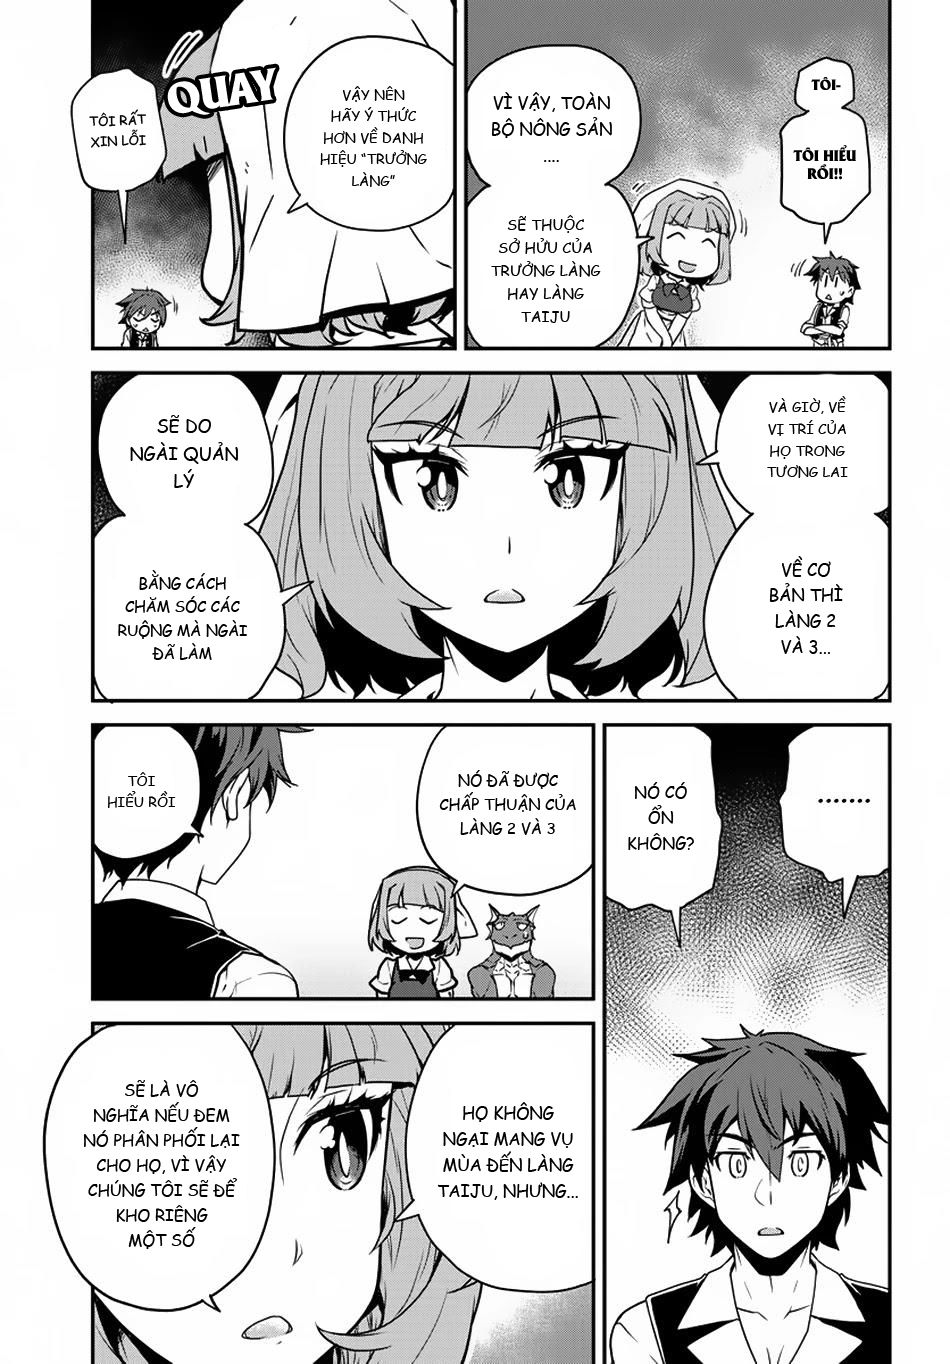 TÔI-
TÔI HIỂU
RỒI!!
VÌ VẬY, TOÀN
BỘ NÔNG SẢN
....
SẼ THUỘC
SỞ HỮU CỦA
TRƯỞNG LÀNG
HAY LÀNG
TAIJU
VẬY NÊN
HÃY Ý THỨC
HƠN VỀ DANH
HIỆU “TRƯỞNG
LÀNG”
QUAY
TÔI RẤT
XIN LỖI
VÀ GIỜ, VỀ
VỊ TRÍ CỦA
HỌ TRONG
TƯƠNG LAI
VỀ CƠ
BẢN THÌ
LÀNG 2
VÀ 3...
SẼ DO
NGÀI QUẢN
LÝ
BẰNG CÁCH
CHĂM SÓC CÁC
RUỘNG MÀ NGÀI
ĐÃ LÀM
.......
NÓ CÓ
ỔN
KHÔNG?
NÓ ĐÃ ĐƯỢC
CHẤP THUẬN CỦA
LÀNG 2 VÀ 3
TÔI
HIỂU RỒI
HỌ KHÔNG
NGẠI MANG VỤ
MÙA ĐẾN LÀNG
TAIJU, NHƯNG...
SẼ LÀ VÔ
NGHĨA NẾU ĐEM
NÓ PHÂN PHỐI LẠI
CHO HỌ, VÌ VẬY
CHÚNG TÔI SẼ ĐỂ
KHO RIÊNG
MỘT SỐ